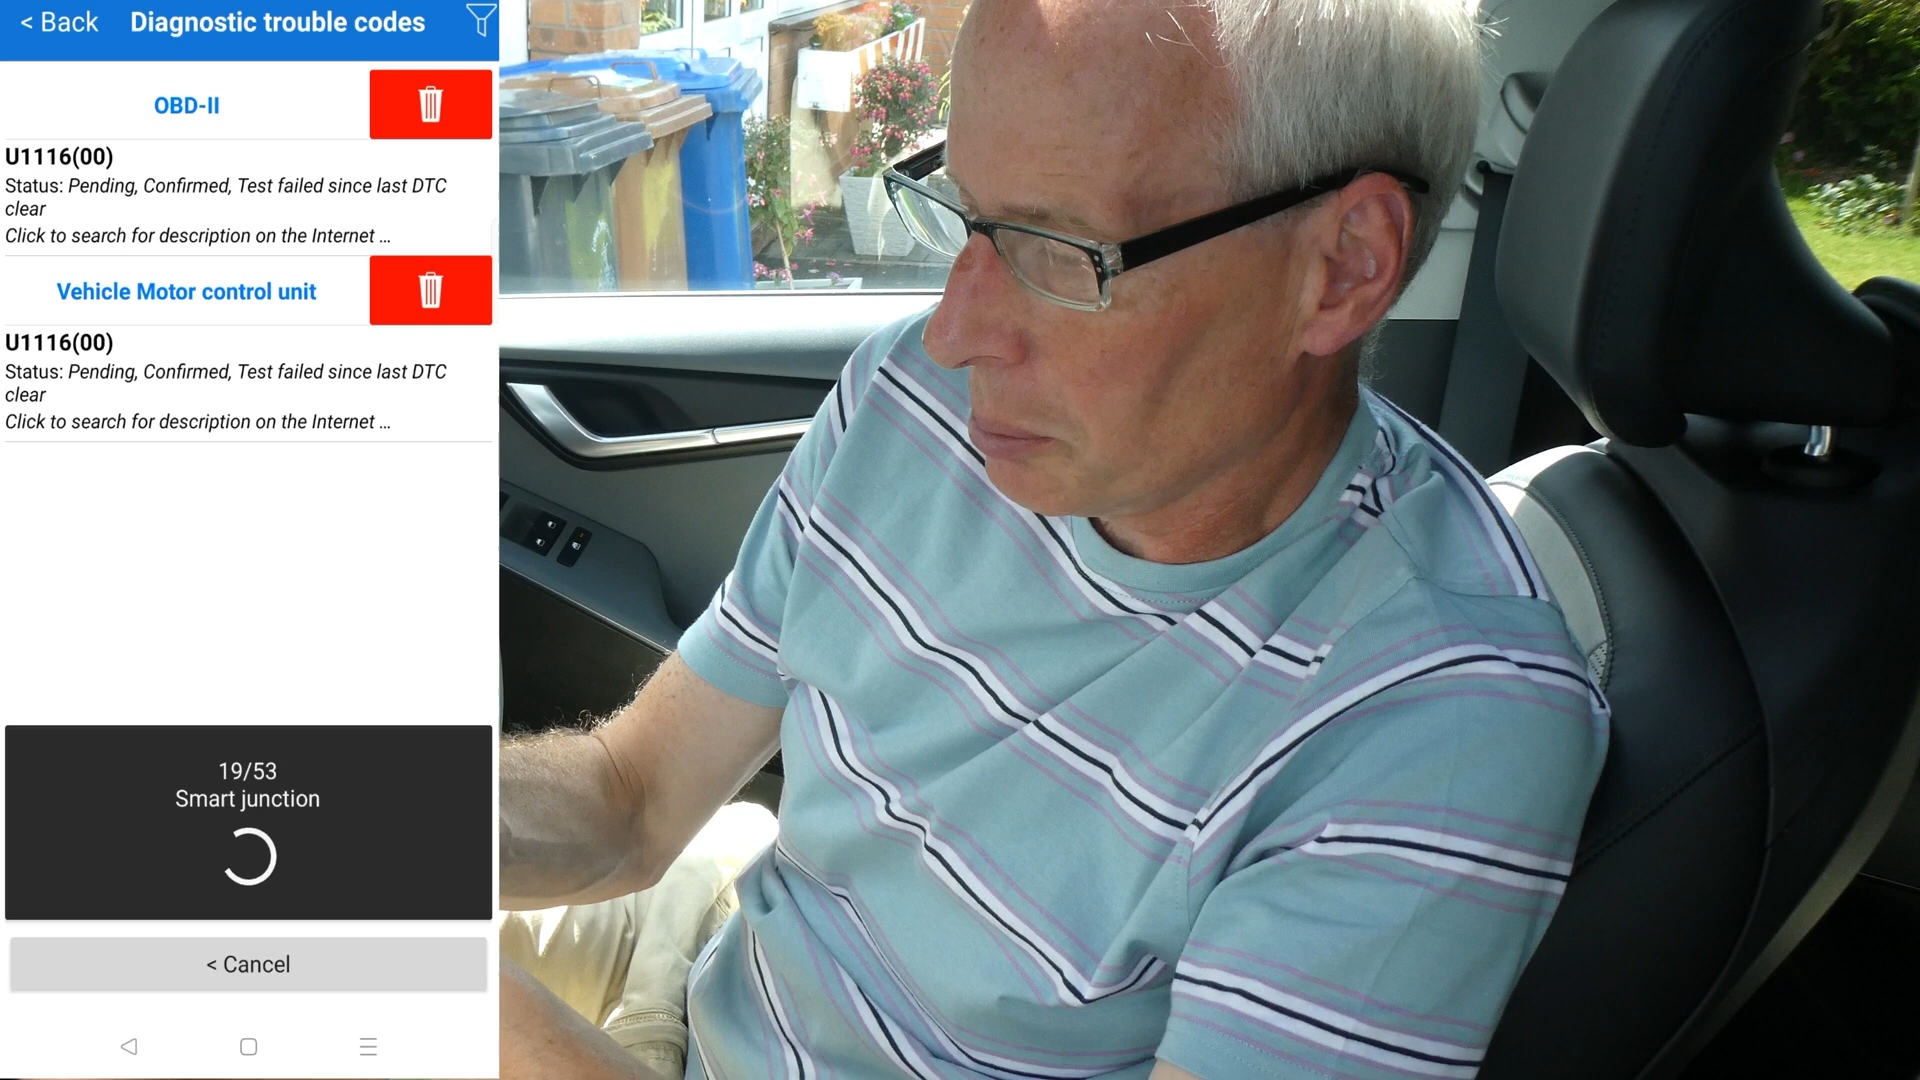 < Back Diagnostic trouble codes
OBD-II
U1116(00)
Status: Pending, Confirmed, Test failed since last DTC
clear
Click to search for description on the Internet ...
Vehicle Motor control unit
U1116(00)
Status: Pending, Confirmed, Test failed since last DTC
clear
Click to search for description on the Internet ...
19/53
Smart junction
< Cancel